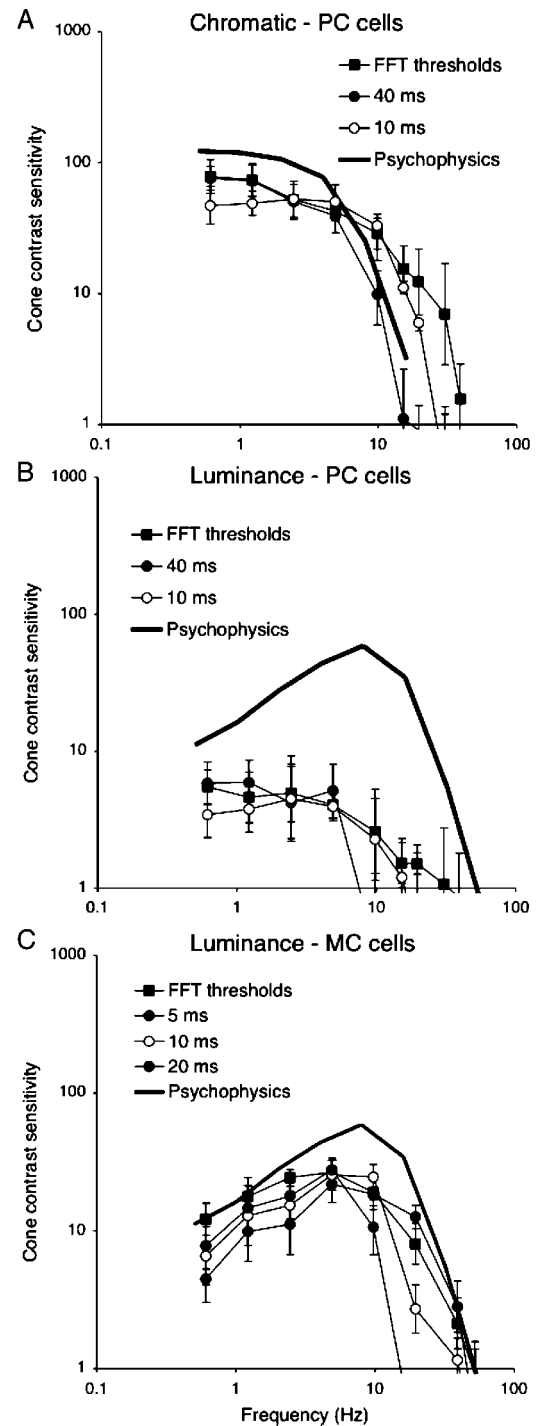 A
Chromatic - PC cells
1000
100
10
1
Cone contrast sensitivity
FFT thresholds
40 ms
10 ms
Psychophysics
0.1
1
10
100
B
Luminance - PC cells
1000
100
10
1
Cone contrast sensitivity
FFT thresholds
40 ms
10 ms
Psychophysics
0.1
1
10
100
C
Luminance - MC cells
1000
100
10
1
Cone contrast sensitivity
FFT thresholds
5 ms
10 ms
20 ms
Psychophysics
0.1
1
10
100
Frequency (Hz)